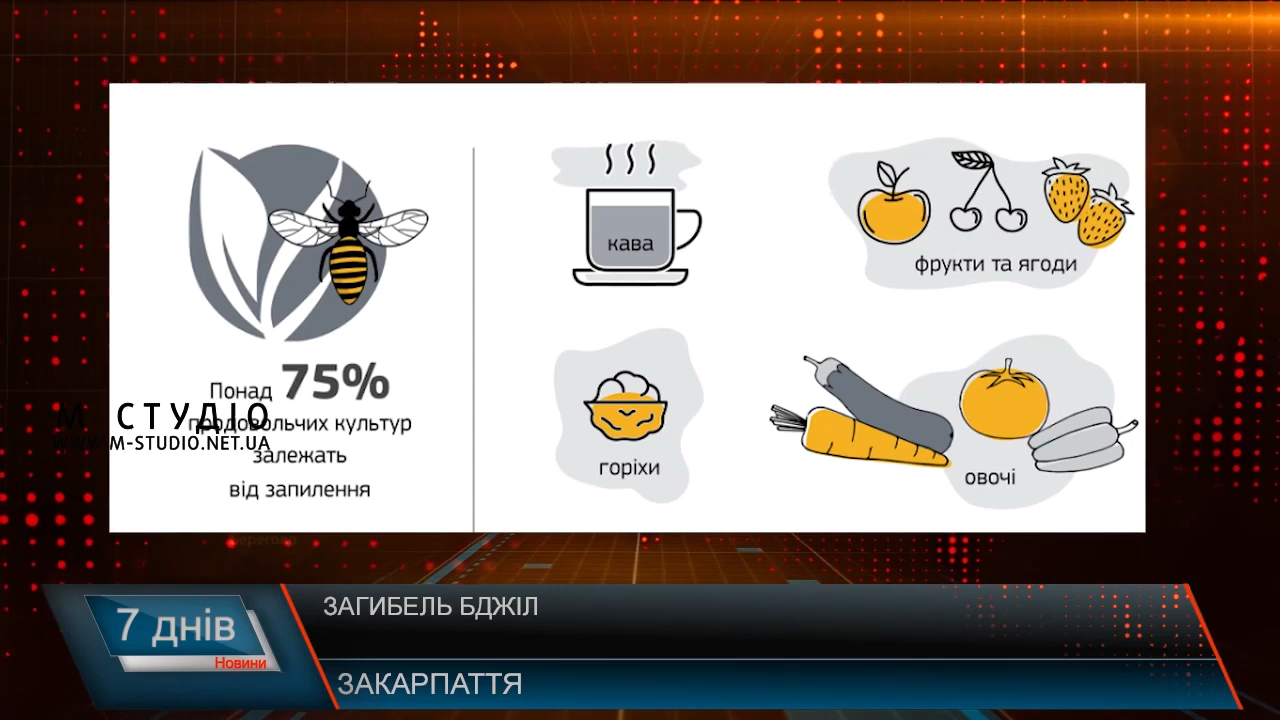 кава
фрукти та ягоди
Понад 75%
продовольчих культур
залежать
від запилення
М СТУДІО
WWW.M-STUDIO.NET.UA
горіхи
овочі
Берегово
7 днів
Новини
ЗАГИБЕЛЬ БДЖІЛ
ЗАКАРПАТТЯ